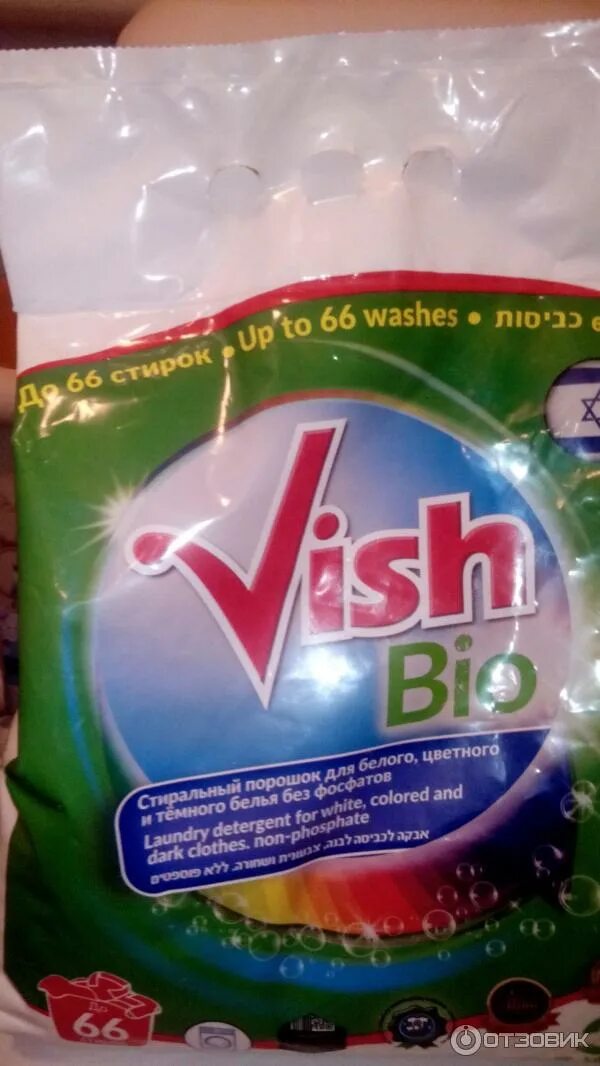 До 66 стирок • Up to 66 washes • כביסות
Vish
Bio
Стиральный порошок для белого, цветного
и тёмного белья без фосфатов
Laundry detergent for white, colored and
dark clothes. non-phosphate
אבקה לכביסה לבנה, צבעונית ושחורה. ללא פוספטים
До
66
ОТЗОВИК